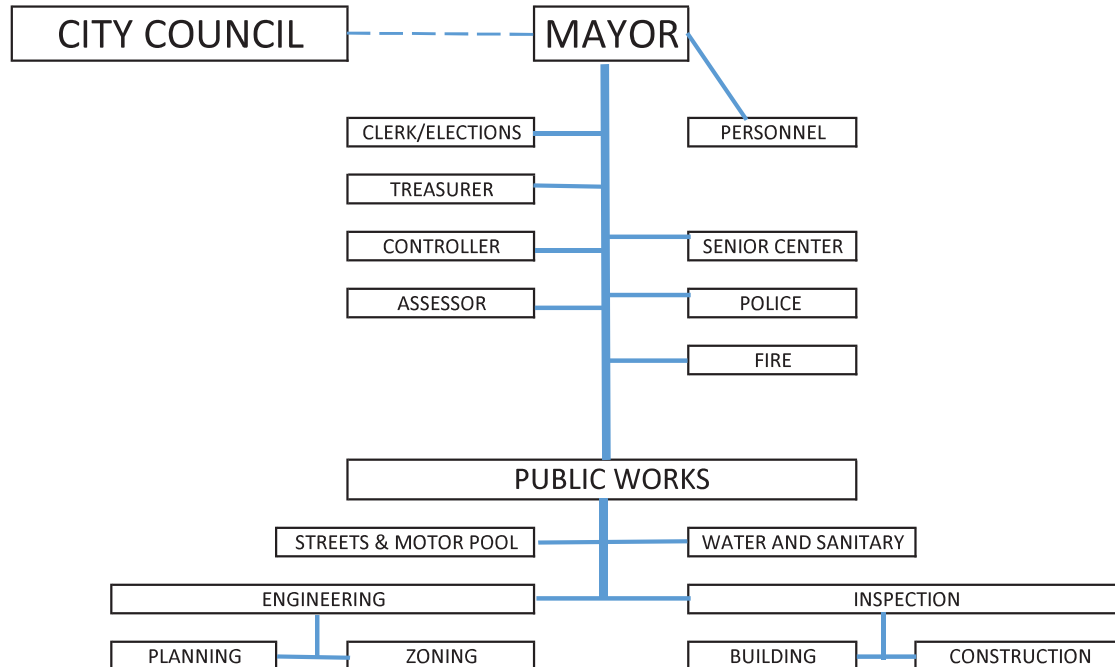 CITY COUNCIL
MAYOR
CLERK/ELECTIONS
PERSONNEL
TREASURER
CONTROLLER
SENIOR CENTER
ASSESSOR
POLICE
FIRE
PUBLIC WORKS
STREETS & MOTOR POOL
WATER AND SANITARY
ENGINEERING
INSPECTION
PLANNING
ZONING
BUILDING
CONSTRUCTION